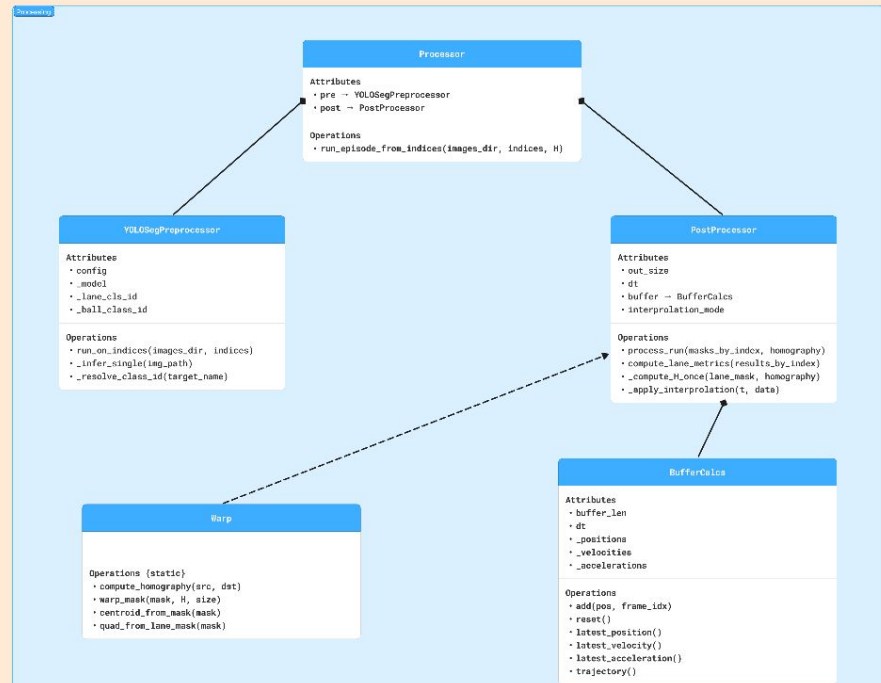 Processing
Processor
Attributes
• pre → YOLOSegPreprocessor
• post → PostProcessor
Operations
• run_episode_from_indices(images_dir, indices, H)
YOLOSegPreprocessor
Attributes
• config
• _model
• _lane_cls_id
• _ball_class_id
Operations
• run_on_indices(images_dir, indices)
• _infer_single(img_path)
• _resolve_class_id(target_name)
PostProcessor
Attributes
• out_size
• dt
• buffer → BufferCalcs
• interprolation_mode
Operations
• process_run(masks_by_index, homography)
• compute_lane_metrics(results_by_index)
• _compute_H_once(lane_mask, homography)
• _apply_interprolation(t, data)
Warp
Operations {static}
• compute_homography(src, dst)
• warp_mask(mask, H, size)
• centroid_from_mask(mask)
• quad_from_lane_mask(mask)
BufferCalcs
Attributes
• buffer_len
• dt
• _positions
• _velocities
• _accelerations
Operations
• add(pos, frame_idx)
• reset()
• latest_position()
• latest_velocity()
• latest_acceleration(}
• trajectory()